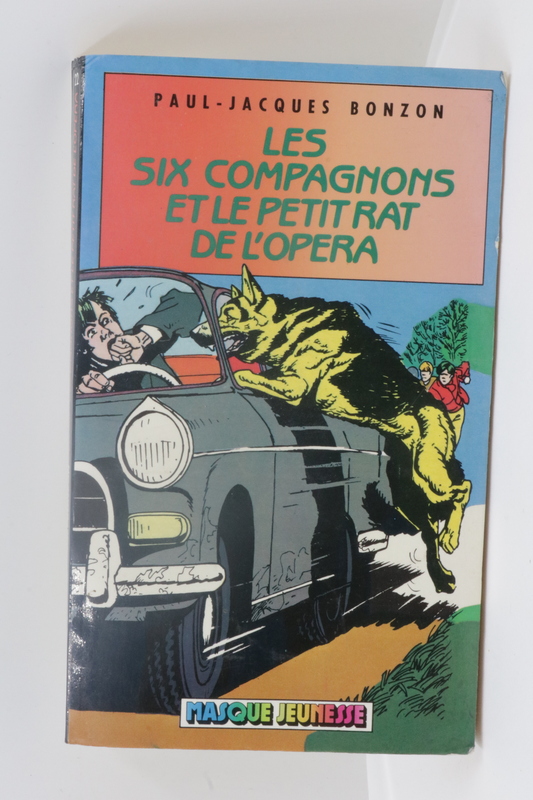 PAUL-JACQUES BONZON
LES
SIX COMPAGNONS
ET LE PETIT RAT
DE L'OPERA
MASQUE JEUNESSE